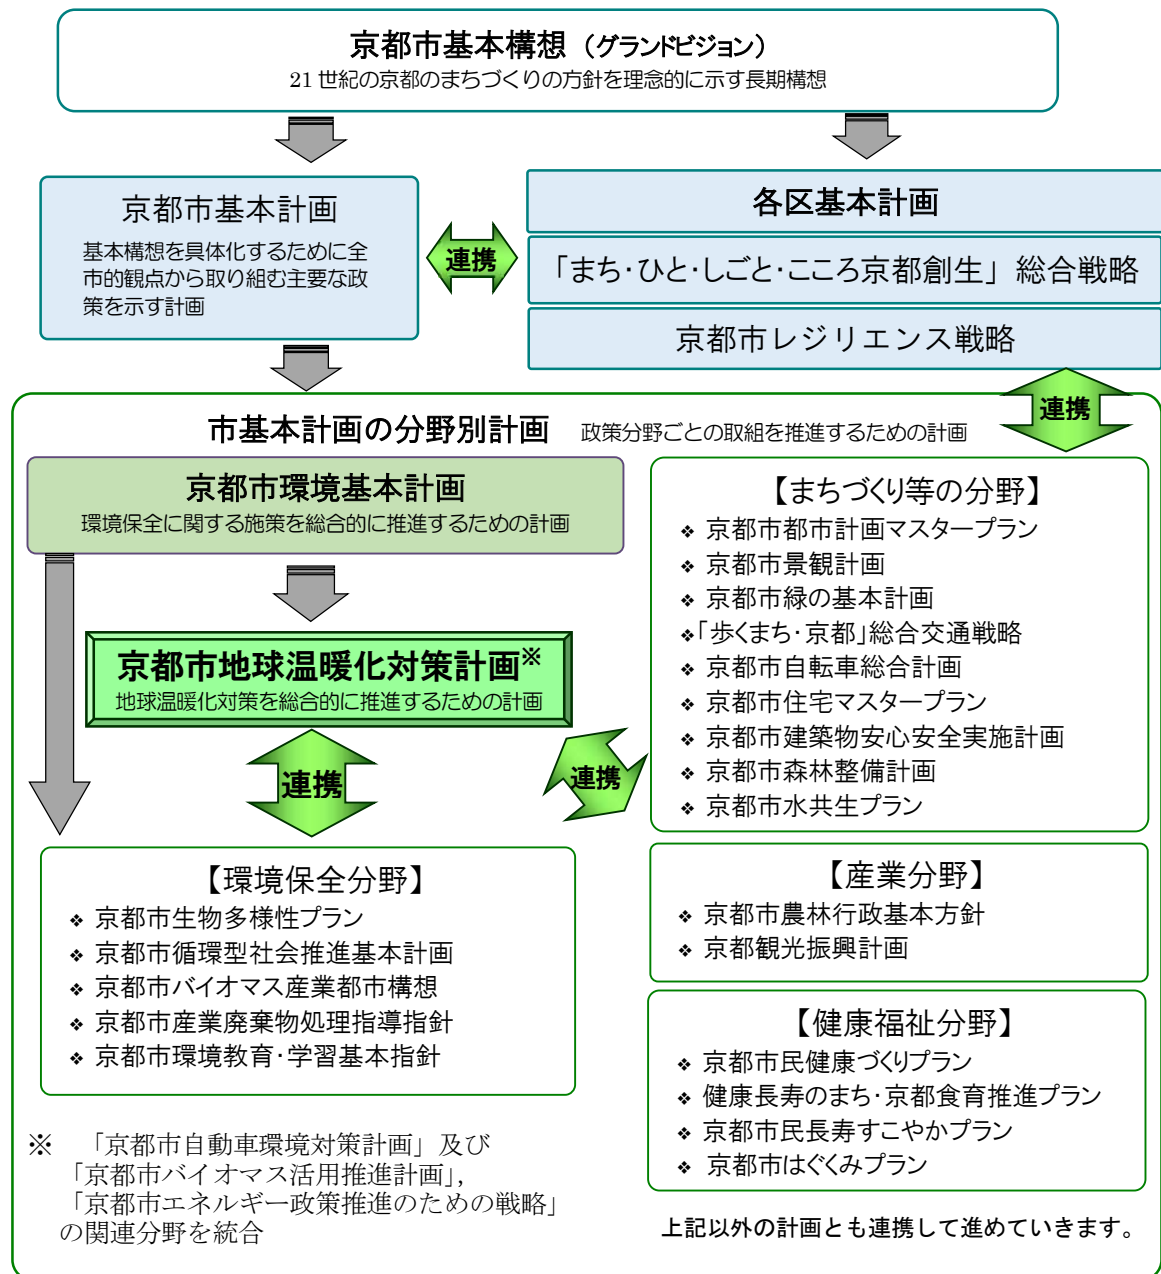 京都市基本構想（グランドビジョン）
21世紀の京都のまちづくりの方針を理念的に示す長期構想
京都市基本計画
基本構想を具体化するために全
市的観点から取り組む主要な政
策を示す計画
連携
各区基本計画
「まち・ひと・しごと・こころ京都創生」総合戦略
京都市レジリエンス戦略
連携
市基本計画の分野別計画 政策分野ごとの取組を推進するための計画
京都市環境基本計画
環境保全に関する施策を総合的に推進するための計画
京都市地球温暖化対策計画※
地球温暖化対策を総合的に推進するための計画
連携
連携
【環境保全分野】
❖ 京都市生物多様性プラン
❖ 京都市循環型社会推進基本計画
❖ 京都市バイオマス産業都市構想
❖ 京都市産業廃棄物処理指導指針
❖ 京都市環境教育・学習基本指針
※ 「京都市自動車環境対策計画」及び
「京都市バイオマス活用推進計画」，
「京都市エネルギー政策推進のための戦略」
の関連分野を統合
【まちづくり等の分野】
❖ 京都市都市計画マスタープラン
❖ 京都市景観計画
❖ 京都市緑の基本計画
❖「歩くまち・京都」総合交通戦略
❖ 京都市自転車総合計画
❖ 京都市住宅マスタープラン
❖ 京都市建築物安心安全実施計画
❖ 京都市森林整備計画
❖ 京都市水共生プラン
【産業分野】
❖ 京都市農林行政基本方針
❖ 京都観光振興計画
【健康福祉分野】
❖ 京都市民健康づくりプラン
❖ 健康長寿のまち・京都食育推進プラン
❖ 京都市民長寿すこやかプラン
❖ 京都市はぐくみプラン
上記以外の計画とも連携して進めていきます。